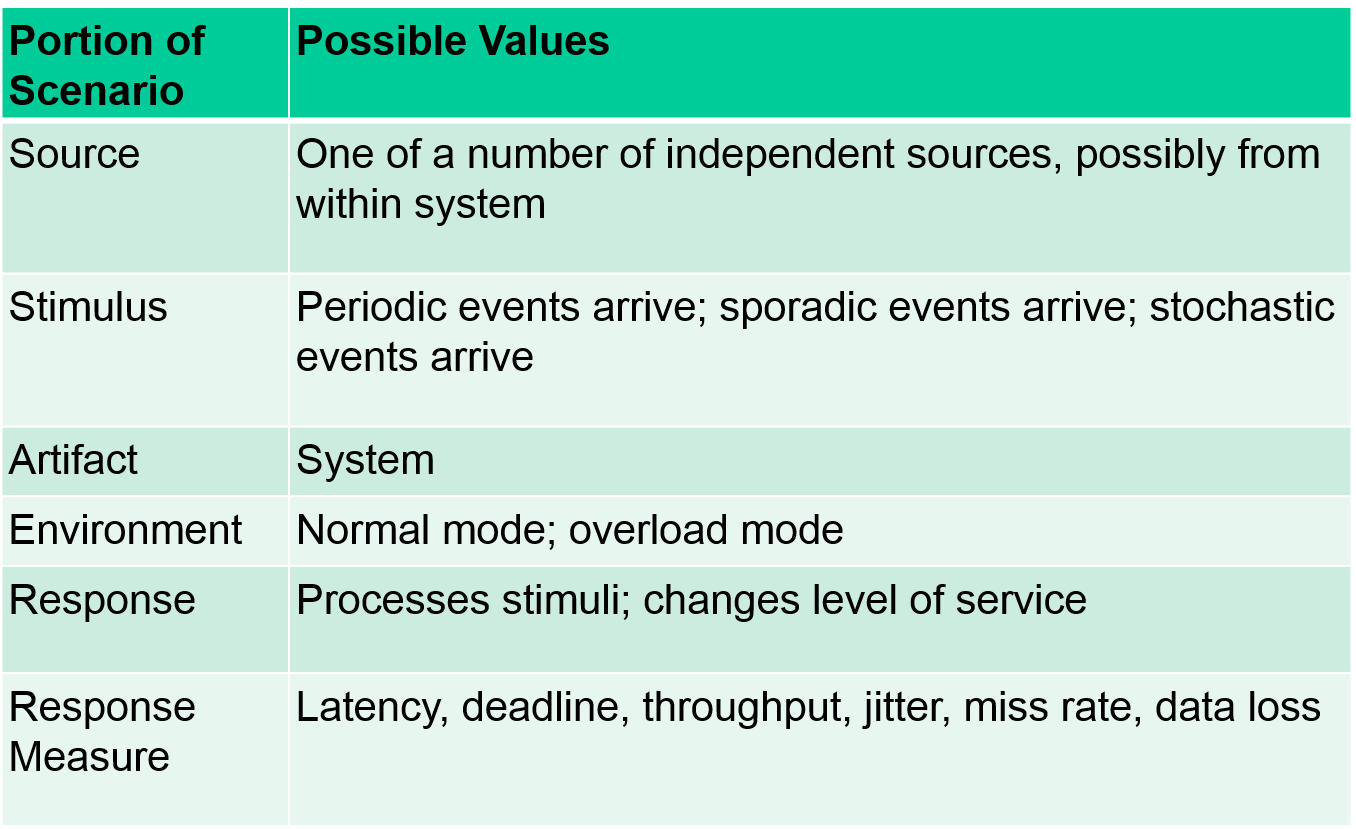 Portion of
Scenario
Possible Values
Source
One of a number of independent sources, possibly from
within system
Stimulus
Periodic events arrive; sporadic events arrive; stochastic
events arrive
Artifact
System
Environment
Normal mode; overload mode
Response
Processes stimuli; changes level of service
Response
Measure
Latency, deadline, throughput, jitter, miss rate, data loss